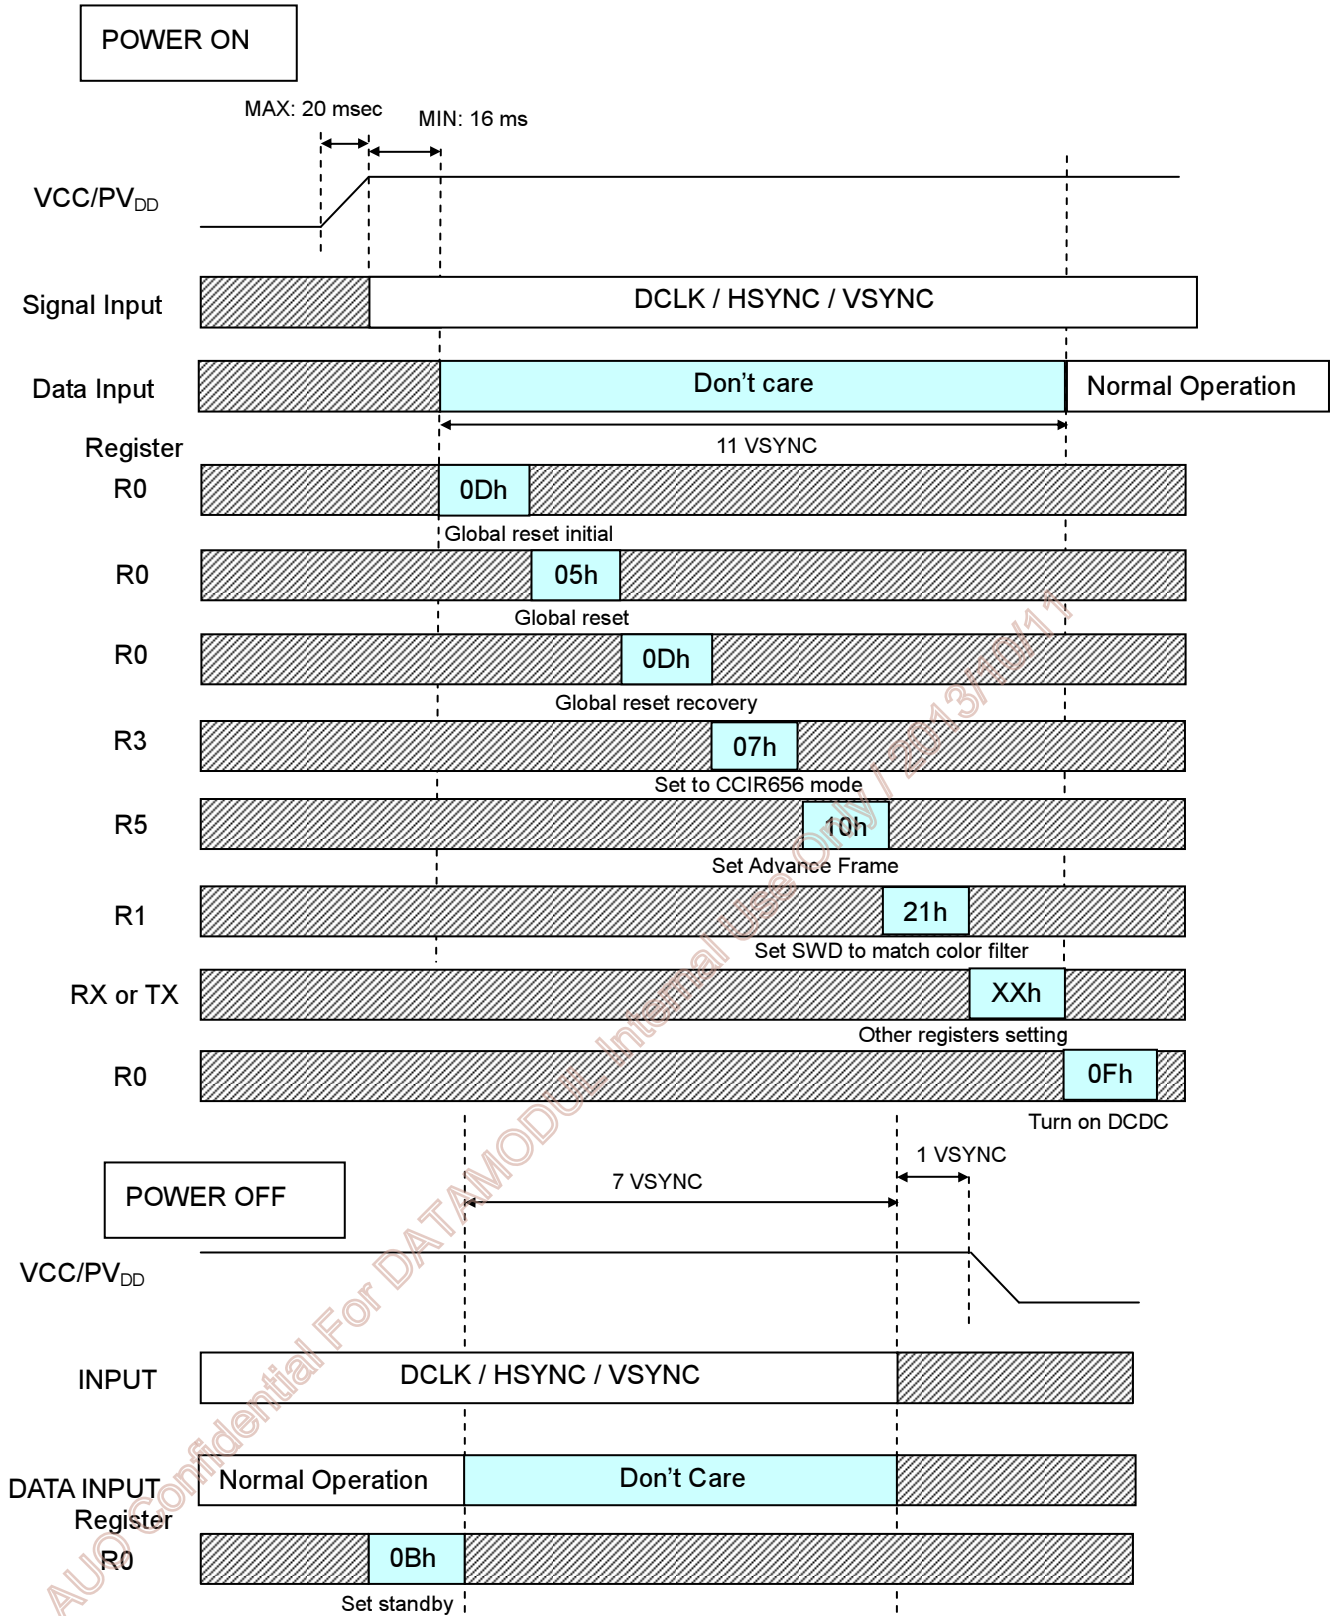 POWER ON
MAX: 20 msec
MIN: 16 ms
VCC/PVDD
Signal Input
DCLK / HSYNC / VSYNC
Data Input
Don't care
Normal Operation
11 VSYNC
Register
R0
0Dh
Global reset initial
R0
05h
Global reset
R0
0Dh
Global reset recovery
R3
07h
Set to CCIR656 mode
R5
10h
Set Advance Frame
R1
21h
Set SWD to match color filter
RX or TX
XXh
Other registers setting
R0
0Fh
Turn on DCDC
POWER OFF
7 VSYNC
1 VSYNC
VCC/PVDD
INPUT
DCLK / HSYNC / VSYNC
DATA INPUT
Normal Operation
Don't Care
Register
R0
0Bh
Set standby
AUO Confidential For DATAMODUL Internal Use Only / 2013/10/11